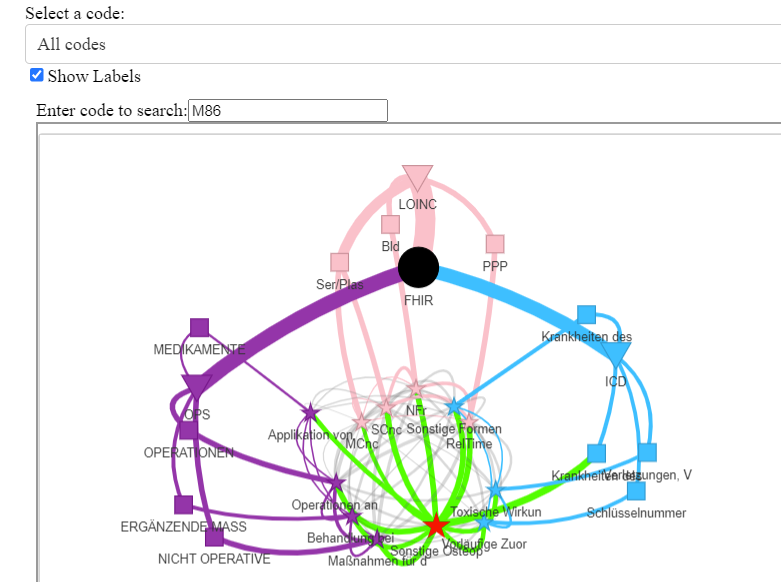 Select a code:
All codes
Show Labels
Enter code to search: M86
LOINC
Bld
PPP
Ser/Plas
FHIR
Krankheiten des
MEDIKAMENTE
ICD
OPS
NFr
Applikation von
SCnc
Sonstige Formen
MCnc
RelTime
OPERATIONEN
Krankheiten des
Verletzungen, V
Operationen an
Toxische Wirkun
Schlüsselnummer
ERGÄNZENDE MASS
Behandlung bei
Vorläufige Zuor
Sonstige Osteop
NICHT OPERATIVE
Maßnahmen für d